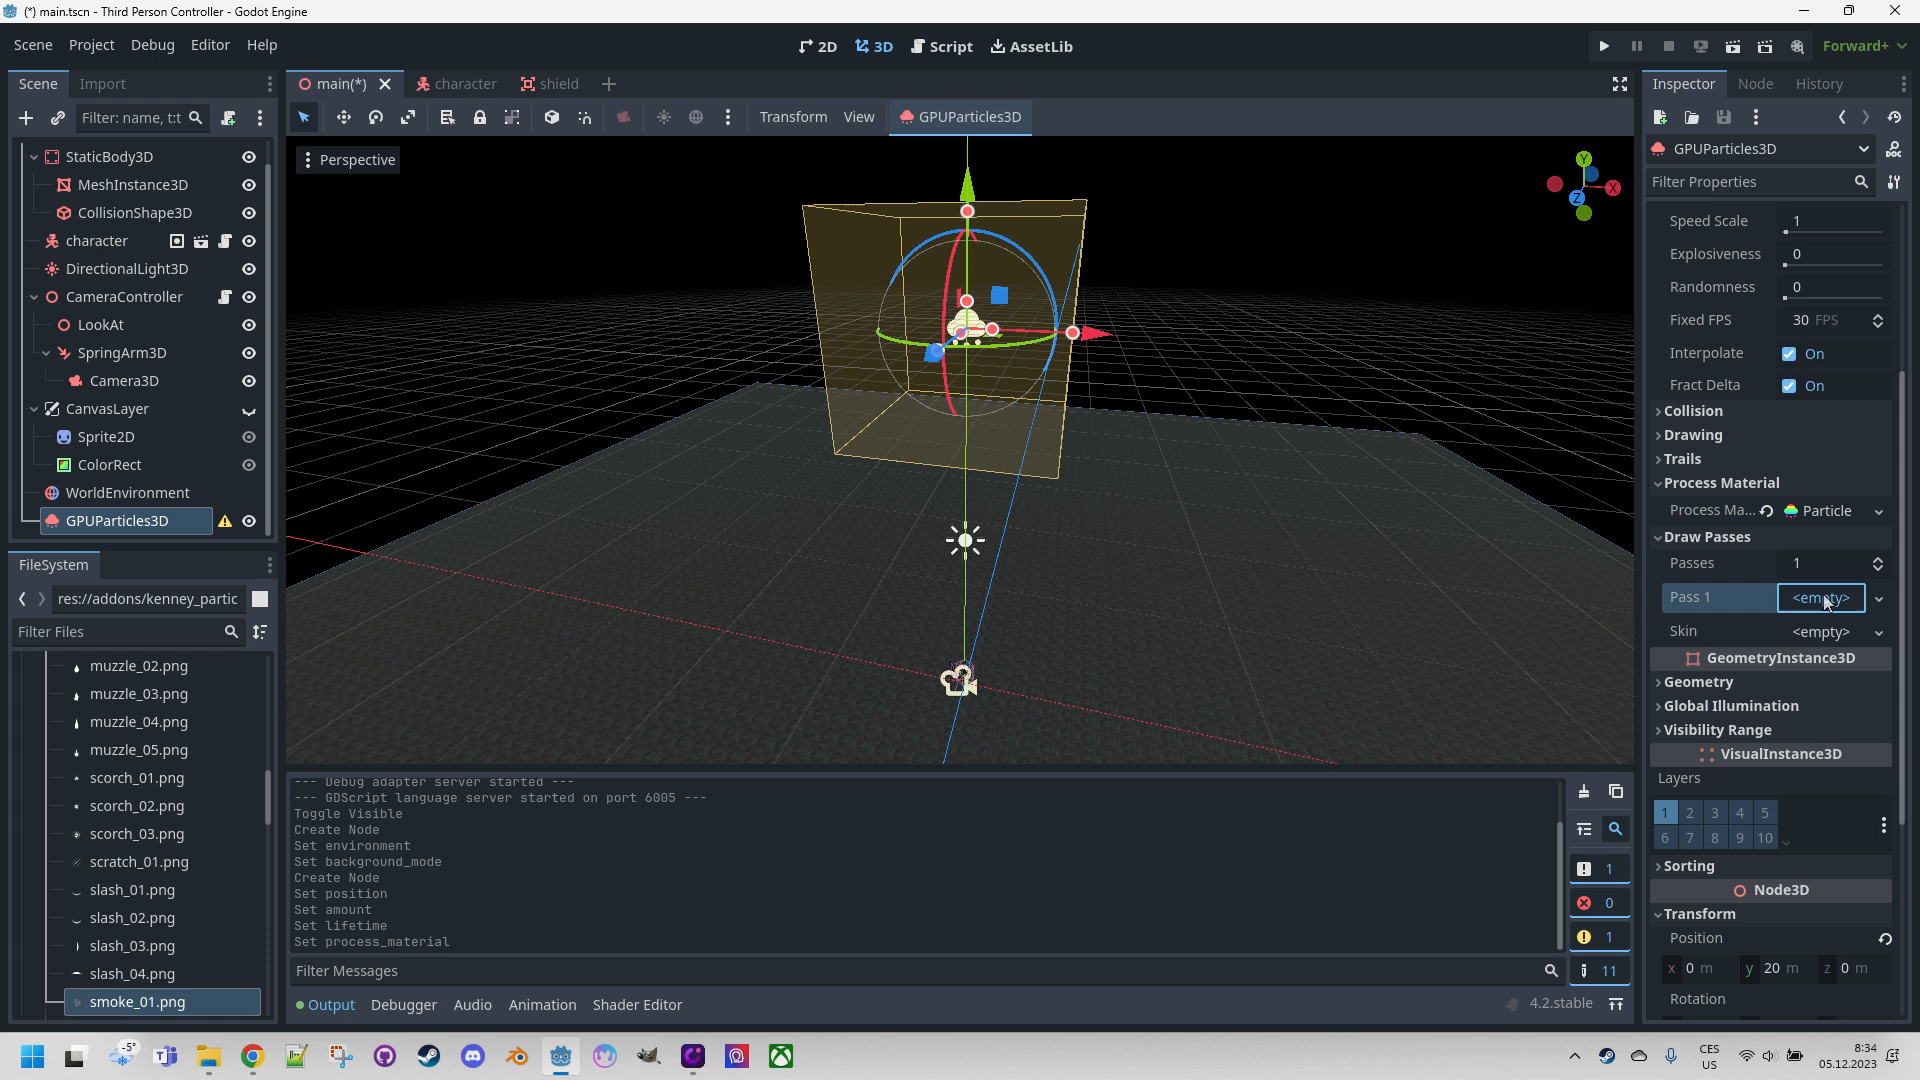 (*) main.tscn - Third Person Controller - Godot Engine
Scene Project Debug Editor Help
2D 3D Script AssetLib
Forward+
Scene Import
main(*) character shield
Inspector Node History
Filter: name, t:t
Transform View GPUParticles3D
StaticBody3D
MeshInstance3D
CollisionShape3D
character
DirectionalLight3D
CameraController
LookAt
SpringArm3D
Camera3D
CanvasLayer
Sprite2D
ColorRect
WorldEnvironment
GPUParticles3D
FileSystem
res://addons/kenney_partic
Filter Files
muzzle_02.png
muzzle_03.png
muzzle_04.png
muzzle_05.png
scorch_01.png
scorch_02.png
scorch_03.png
scratch_01.png
slash_01.png
slash_02.png
slash_03.png
slash_04.png
smoke_01.png
Perspective
Y
X
Z
--- Debug adapter server started ---
--- GDScript language server started on port 6005 ---
Toggle Visible
Create Node
Set environment
Set background_mode
Create Node
Set position
Set amount
Set lifetime
Set process_material
1
0
1
11
Filter Messages
Output Debugger Audio Animation Shader Editor
4.2.stable
GPUParticles3D
DOC
Filter Properties
Speed Scale 1
Explosiveness 0
Randomness 0
Fixed FPS 30 FPS
Interpolate On
Fract Delta On
Collision
Drawing
Trails
Process Material
Process Ma... Particle
Draw Passes
Passes 1
Pass 1 <empty>
Skin <empty>
GeometryInstance3D
Geometry
Global Illumination
Visibility Range
VisualInstance3D
Layers
1 2 3 4 5
6 7 8 9 10
Sorting
Node3D
Transform
Position
x 0 m y 20 m z 0 m
Rotation
-5°
CES
US
8:34
05.12.2023